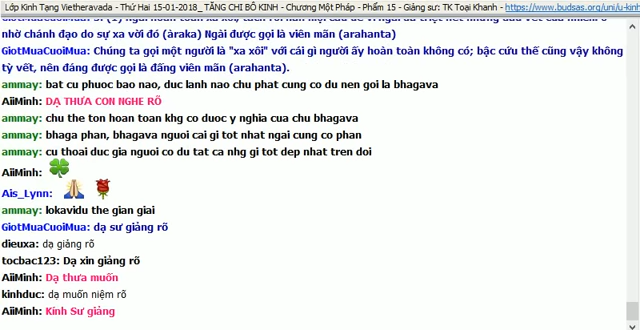 Lớp Kinh Tạng Vietheravada - Thứ Hai 15-01-2018_ TĂNG CHI BỘ KINH - Chương Một Pháp - Phẩm 15 - Giảng sư: TK Toại Khanh - https://www.budsas.org/uni/u-kinh
nhờ chánh đạo do sự xa vời đó (àraka) Ngài được gọi là viên mãn (arahanta)
GiotMuaCuoiMua: Chúng ta gọi một người là "xa xôi" với cái gì người ấy hoàn toàn không có; bậc cứu thế cũng vậy không
tỳ vết, nên đáng được gọi là đấng viên mãn (arahanta).
ammay: bat cu phuoc bao nao, duc lanh nao chu phat cung co du nen goi la bhagava
AiiMinh: DẠ THƯA CON NGHE RÕ
ammay: chu the ton hoan toan khg co duoc y nghia cua chu bhagava
ammay: bhaga phan, bhagava nguoi cai gi tot nhat ngai cung co phan
ammay: cu thoai duc gia nguoi co du tat ca nhg gi tot dep nhat tren doi
AiiMinh:
Ais_Lynn:
ammay: lokavidu the gian giai
GiotMuaCuoiMua: dạ sư giảng rõ
dieuxa: dạ giảng rõ
tocbac123: Dạ xin giảng rõ
AiiMinh: Dạ thưa muốn
kinhduc: dạ muốn niệm rõ
AiiMinh: Kính Sư giảng